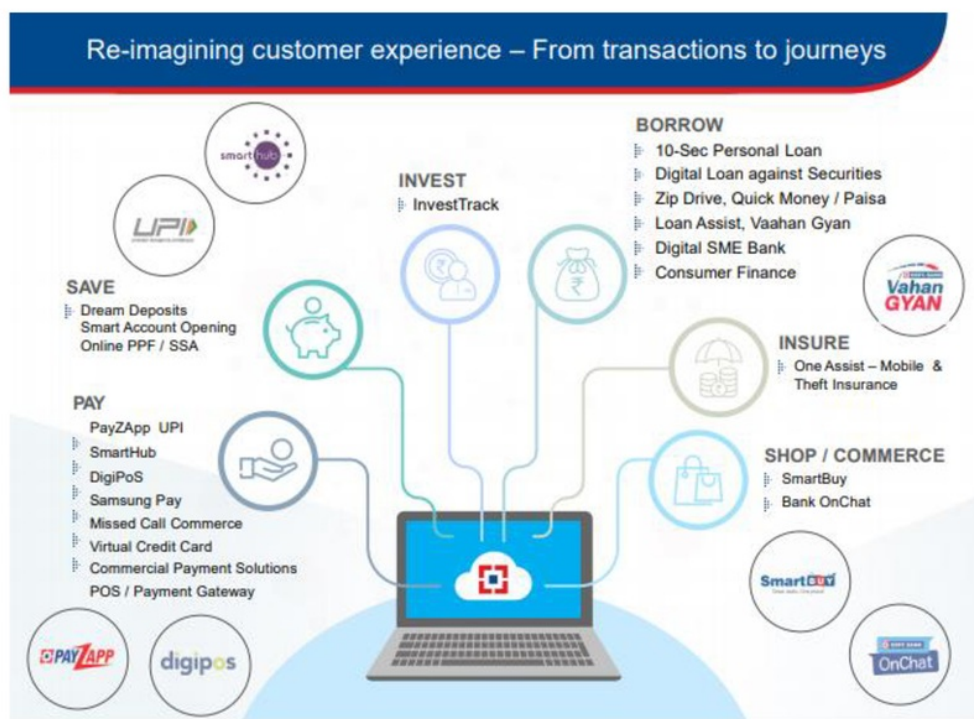 Re-imagining customer experience – From transactions to journeys
smart hub
UPI
SAVE
Dream Deposits
Smart Account Opening
Online PPF / SSA
PAY
PayZApp UPI
SmartHub
DigiPoS
Samsung Pay
Missed Call Commerce
Virtual Credit Card
Commercial Payment Solutions
POS / Payment Gateway
PAYZAPP
digipos
INVEST
InvestTrack
BORROW
10-Sec Personal Loan
Digital Loan against Securities
Zip Drive, Quick Money / Paisa
Loan Assist, Vaahan Gyan
Digital SME Bank
Consumer Finance
HDFC BANK
Vahan
GYAN
INSURE
One Assist – Mobile &
Theft Insurance
SHOP / COMMERCE
SmartBuy
Bank OnChat
SmartBUY
HDFC BANK
OnChat